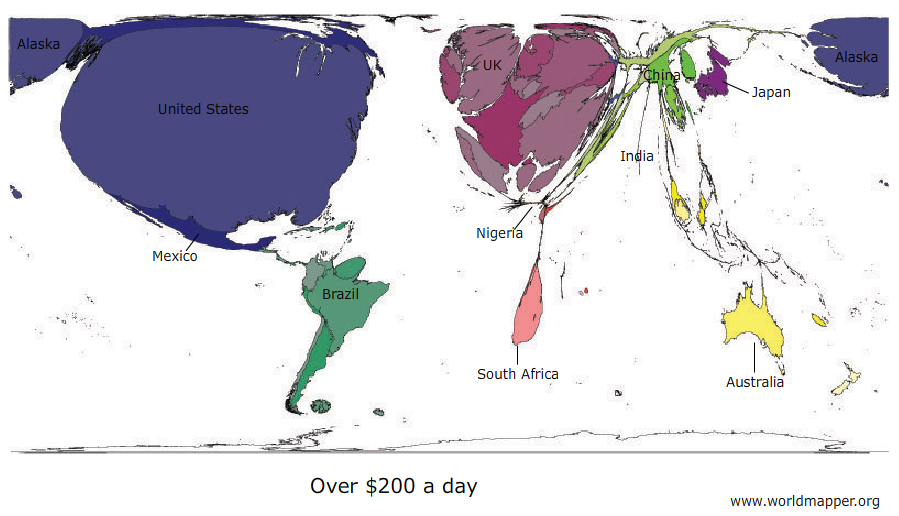 Alaska
UK
Alaska
China
Japan
United States
India
Nigeria
Mexico
Brazil
South Africa
Australia
Over $200 a day
www.worldmapper.org